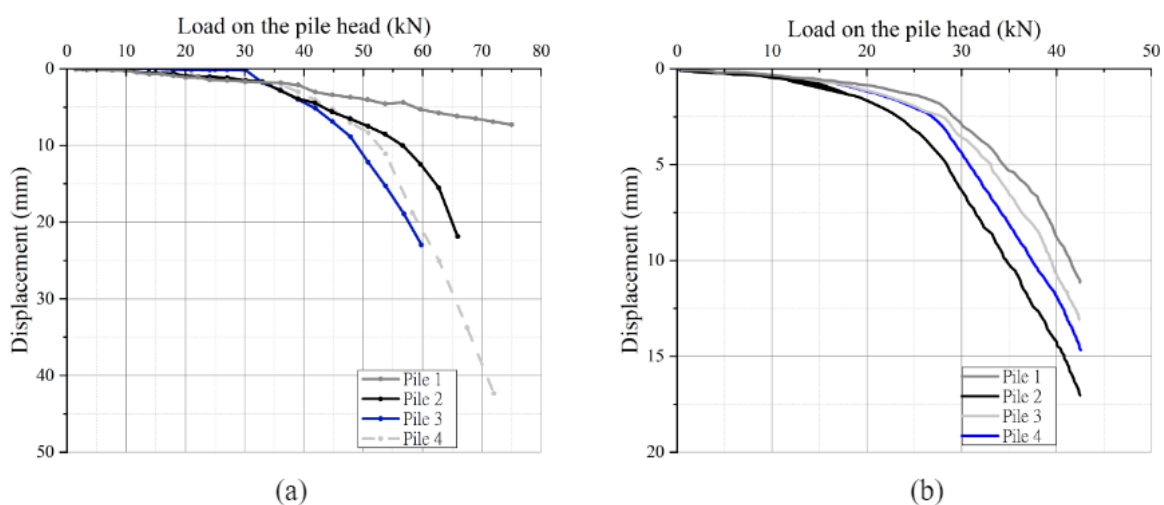 Load on the pile head (kN)
0 10 20 30 40 50 60 70 80
Displacement (mm)
0
10
20
30
40
50
Pile 1
Pile 2
Pile 3
Pile 4
(a)
Load on the pile head (kN)
0 10 20 30 40 50
Displacement (mm)
0
5
10
15
20
Pile 1
Pile 2
Pile 3
Pile 4
(b)